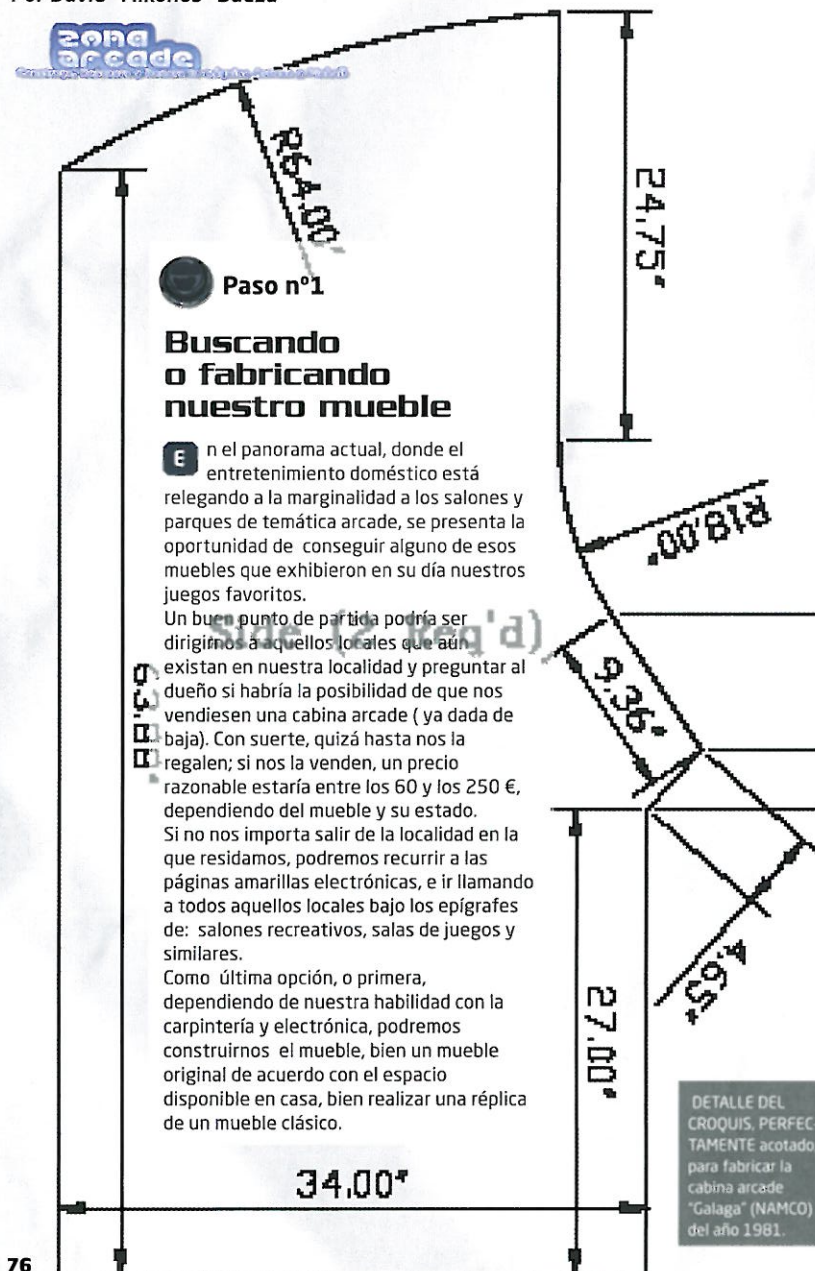 zona
arcade
R64.00"
24.75"
Paso nº1
Buscando
o fabricando
nuestro mueble
En el panorama actual, donde el
entretenimiento doméstico está
relegando a la marginalidad a los salones y
parques de temática arcade, se presenta la
oportunidad de conseguir alguno de esos
muebles que exhibieron en su día nuestros
juegos favoritos.
Un buen punto de partida podría ser
dirigirnos a aquellos locales que aún
existan en nuestra localidad y preguntar al
dueño si habría la posibilidad de que nos
vendiesen una cabina arcade ( ya dada de
baja). Con suerte, quizá hasta nos la
regalen; si nos la venden, un precio
razonable estaría entre los 60 y los 250 €,
dependiendo del mueble y su estado.
Si no nos importa salir de la localidad en la
que residamos, podremos recurrir a las
páginas amarillas electrónicas, e ir llamando
a todos aquellos locales bajo los epígrafes
de: salones recreativos, salas de juegos y
similares.
Como última opción, o primera,
dependiendo de nuestra habilidad con la
carpintería y electrónica, podremos
construirnos el mueble, bien un mueble
original de acuerdo con el espacio
disponible en casa, bien realizar una réplica
de un mueble clásico.
Side (2 Req'd)
R18.00"
9.36"
63.88"
4.65"
27.00"
34.00"
DETALLE DEL
CROQUIS, PERFEC-
TAMENTE acotado
para fabricar la
cabina arcade
"Galaga" (NAMCO)
del año 1981.
76